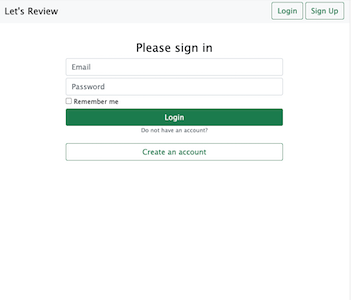 Let's Review
Login
Sign Up
Please sign in
Email
Password
Remember me
Login
Do not have an account?
Create an account